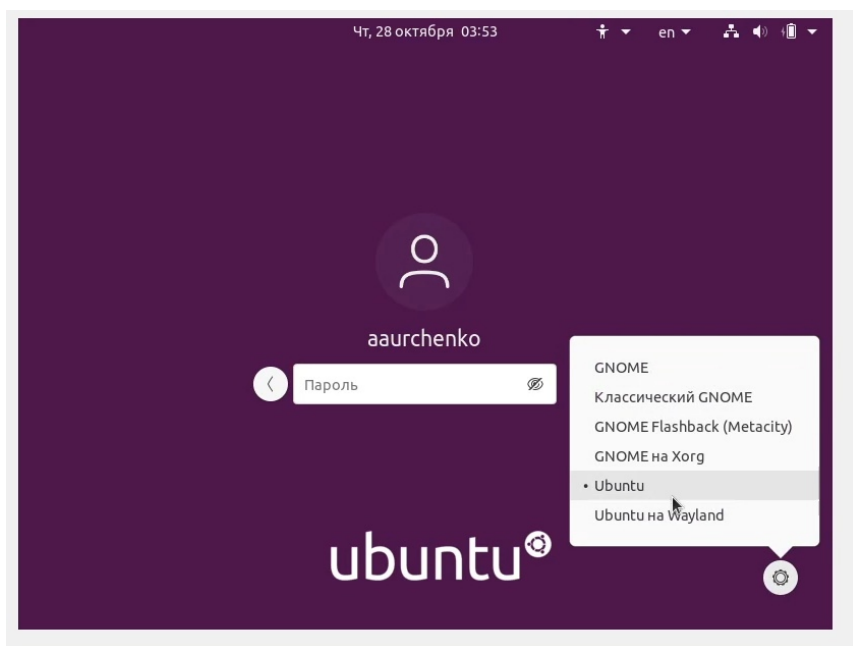 Чт, 28 октября 03:53
en
aaurchenko
Пароль
GNOME
Классический GNOME
GNOME Flashback (Metacity)
GNOME на Xorg
• Ubuntu
Ubuntu на Wayland
ubuntu